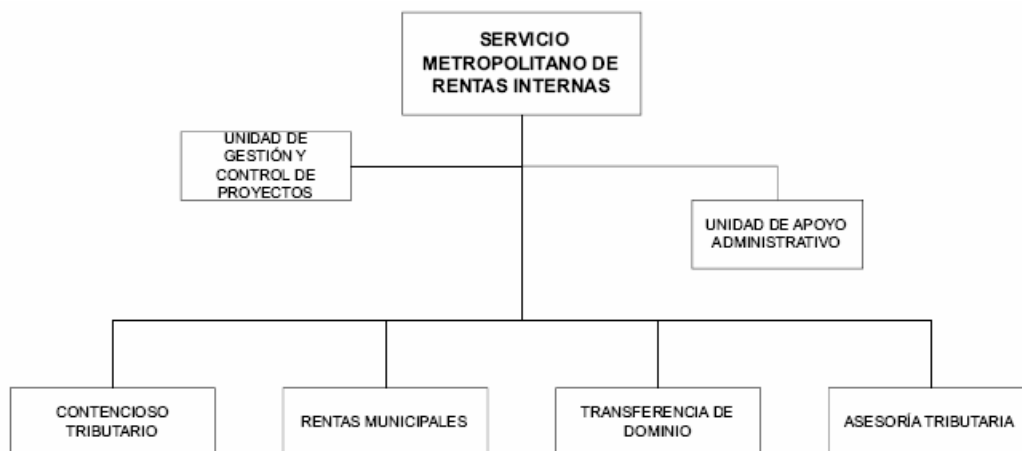 SERVICIO
METROPOLITANO DE
RENTAS INTERNAS
UNIDAD DE
GESTIÓN Y
CONTROL DE
PROYECTOS
UNIDAD DE APOYO
ADMINISTRATIVO
CONTENCIOSO
TRIBUTARIO
RENTAS MUNICIPALES
TRANSFERENCIA DE
DOMINIO
ASESORÍA TRIBUTARIA